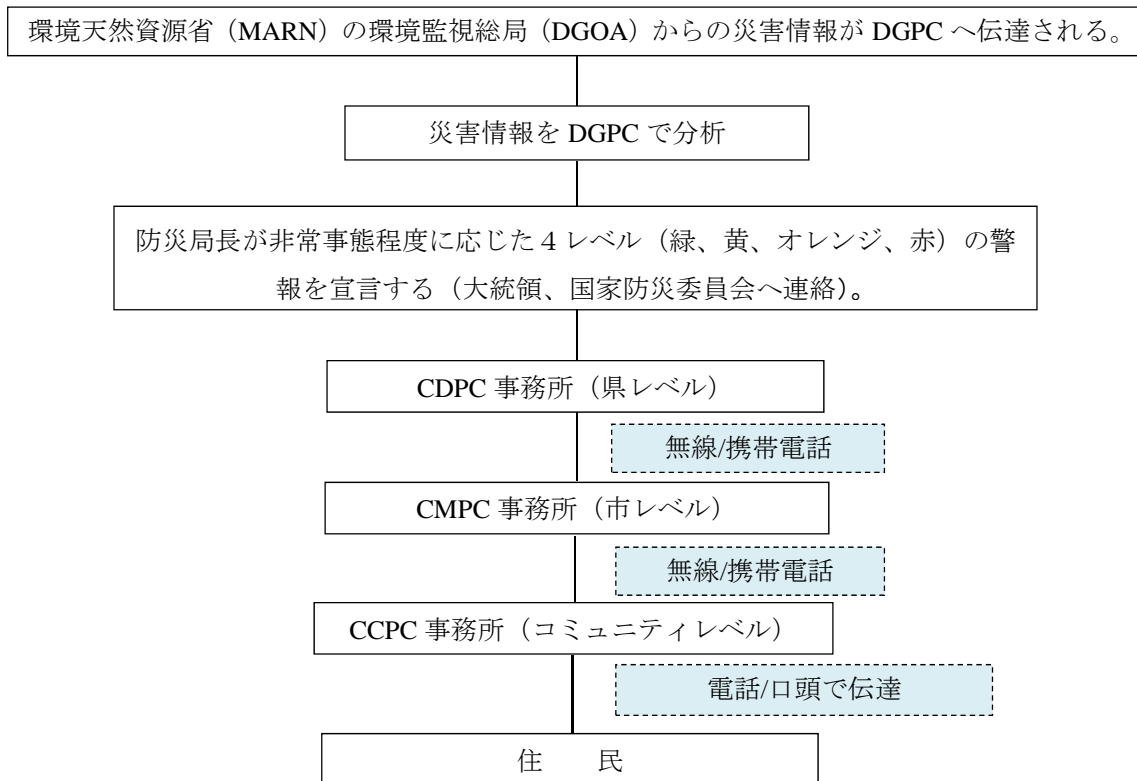 環境天然資源省（MARN）の環境監視総局（DGOA）からの災害情報が DGPC へ伝達される。
災害情報を DGPC で分析
防災局長が非常事態程度に応じた４レベル（緑、黄、オレンジ、赤）の警
報を宣言する（大統領、国家防災委員会へ連絡）。
CDPC 事務所（県レベル）
無線/携帯電話
CMPC 事務所（市レベル）
無線/携帯電話
CCPC 事務所（コミュニティレベル）
電話/口頭で伝達
住　　民